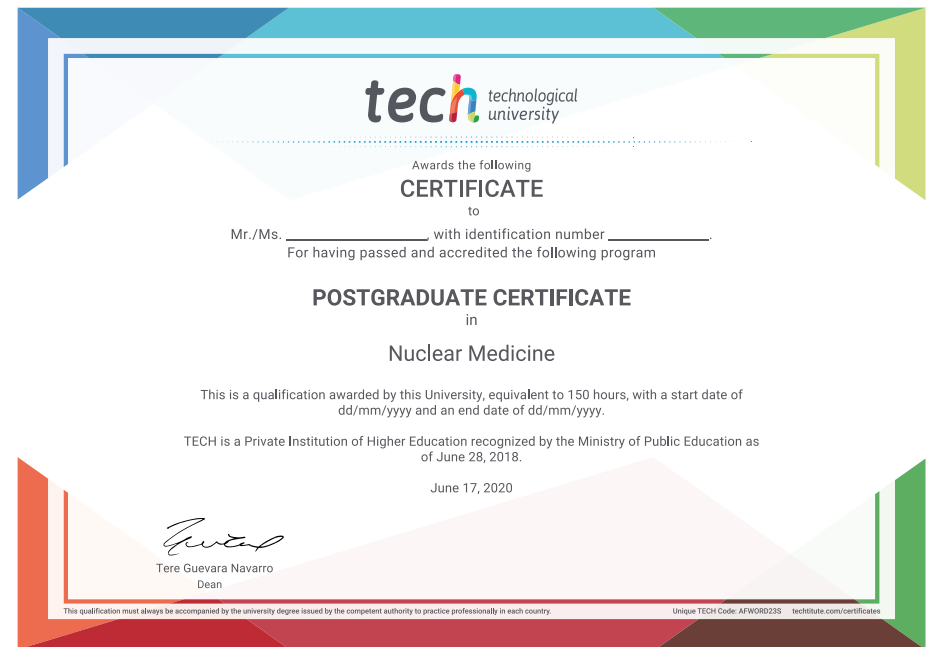 tech technological
university
Awards the following
CERTIFICATE
to
Mr./Ms. ____________________, with identification number ______________.
For having passed and accredited the following program
POSTGRADUATE CERTIFICATE
in
Nuclear Medicine
This is a qualification awarded by this University, equivalent to 150 hours, with a start date of
dd/mm/yyyy and an end date of dd/mm/yyyy.
TECH is a Private Institution of Higher Education recognized by the Ministry of Public Education as
of June 28, 2018.
June 17, 2020
Tere Guevara Navarro
Dean
This qualification must always be accompanied by the university degree issued by the competent authority to practice professionally in each country. Unique TECH Code: AFWORD23S techtitute.com/certificates